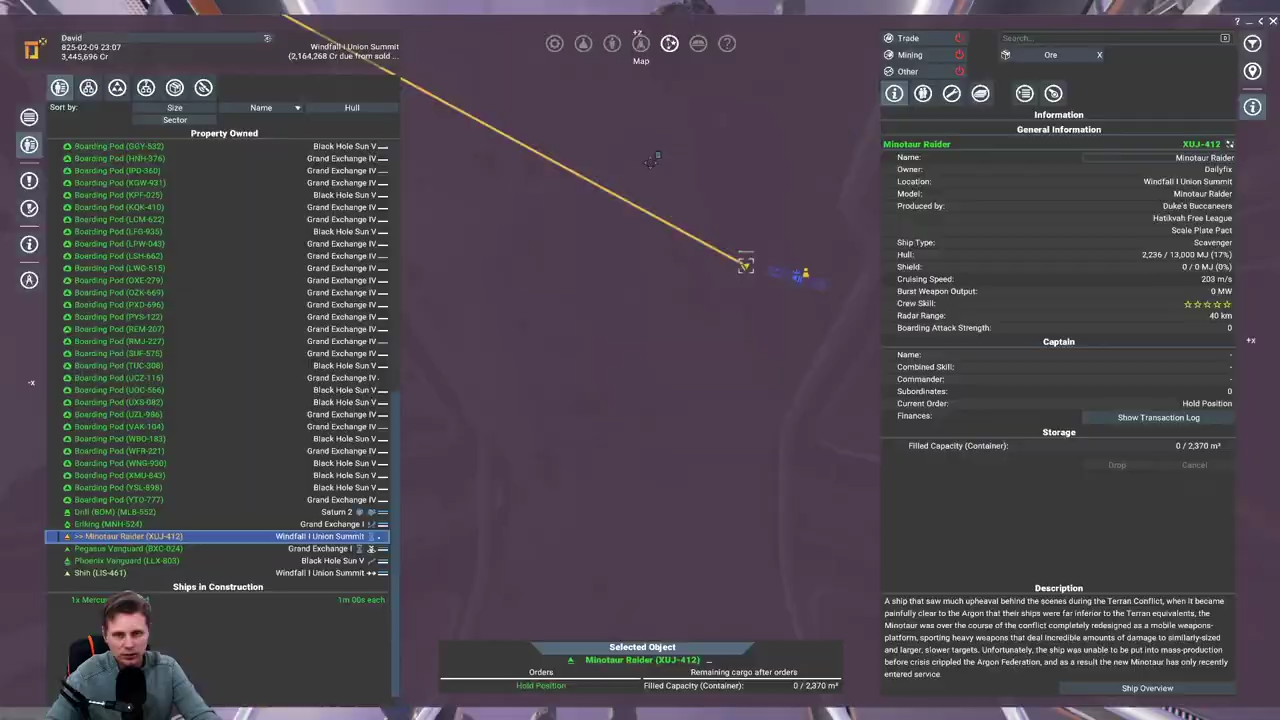 David
825-02-09 23:07
3,445,696 Cr
Windfall I Union Summit
(2,164,268 Cr due from sold ...
Sort by:
Size
Name
Hull
Sector
Property Owned
Boarding Pod (GGY-532) Black Hole Sun V
Boarding Pod (HNH-376) Grand Exchange IV
Boarding Pod (IPD-360) Grand Exchange IV
Boarding Pod (KGW-931) Grand Exchange IV
Boarding Pod (KPF-025) Black Hole Sun V
Boarding Pod (KQK-410) Grand Exchange IV
Boarding Pod (LCM-622) Grand Exchange IV
Boarding Pod (LFG-935) Black Hole Sun V
Boarding Pod (LPW-043) Grand Exchange IV
Boarding Pod (LSH-662) Grand Exchange IV
Boarding Pod (LWG-515) Grand Exchange IV
Boarding Pod (OXE-279) Grand Exchange IV
Boarding Pod (OZK-669) Grand Exchange IV
Boarding Pod (PXD-696) Grand Exchange IV
Boarding Pod (PYS-122) Grand Exchange IV
Boarding Pod (REM-207) Grand Exchange IV
Boarding Pod (RMJ-227) Grand Exchange IV
Boarding Pod (SUF-575) Grand Exchange IV
Boarding Pod (TUC-308) Black Hole Sun V
Boarding Pod (UCZ-115) Grand Exchange IV
Boarding Pod (UOC-566) Black Hole Sun V
Boarding Pod (UXS-082) Black Hole Sun V
Boarding Pod (UZL-986) Grand Exchange IV
Boarding Pod (VAK-104) Grand Exchange IV
Boarding Pod (WBO-183) Black Hole Sun V
Boarding Pod (WFR-221) Grand Exchange IV
Boarding Pod (WNG-930) Black Hole Sun V
Boarding Pod (XMU-843) Black Hole Sun V
Boarding Pod (YSL-898) Black Hole Sun V
Boarding Pod (YTO-777) Grand Exchange IV
Drill (BOM) (MLB-552) Saturn 2
Erlking (MNH-524) Grand Exchange I
>> Minotaur Raider (XUJ-412) Windfall I Union Summit
Pegasus Vanguard (BXC-024) Grand Exchange I
Phoenix Vanguard (LLX-803) Black Hole Sun V
Shih (LIS-461) Windfall I Union Summit
Ships in Construction
1x Mercu 1m 00s each
Map
?
Selected Object
Minotaur Raider (XUJ-412)
Orders Remaining cargo after orders
Hold Position Filled Capacity (Container): 0 / 2,370 m³
-x
+x
Trade
Mining
Other
Search...
Ore X
Information
General Information
Minotaur Raider XUJ-412
Name: Minotaur Raider
Owner: Dailyfix
Location: Windfall I Union Summit
Model: Minotaur Raider
Produced by: Duke's Buccaneers
Hatikvah Free League
Scale Plate Pact
Ship Type: Scavenger
Hull: 2,236 / 13,000 MJ (17%)
Shield: 0 / 0 MJ (0%)
Cruising Speed: 203 m/s
Burst Weapon Output: 0 MW
Crew Skill: ☆☆☆☆☆
Radar Range: 40 km
Boarding Attack Strength: 0
Captain
Name: -
Combined Skill: -
Commander: -
Subordinates: 0
Current Order: Hold Position
Finances: Show Transaction Log
Storage
Filled Capacity (Container): 0 / 2,370 m³
Drop Cancel
Description
A ship that saw much upheaval behind the scenes during the Terran Conflict, when it became
painfully clear to the Argon that their ships were far inferior to the Terran equivalents, the
Minotaur was over the course of the conflict completely redesigned as a mobile weapons-
platform, sporting heavy weapons that deal incredible amounts of damage to similarly-sized
and larger, slower targets. Unfortunately, the ship was unable to be put into mass-production
before crisis crippled the Argon Federation, and as a result the new Minotaur has only recently
entered service.
Ship Overview